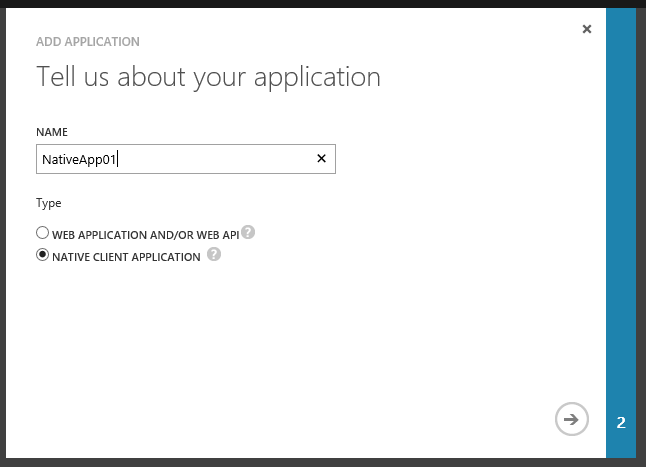 ADD APPLICATION
Tell us about your application
NAME
NativeApp01
Type
WEB APPLICATION AND/OR WEB API ?
NATIVE CLIENT APPLICATION ?
2